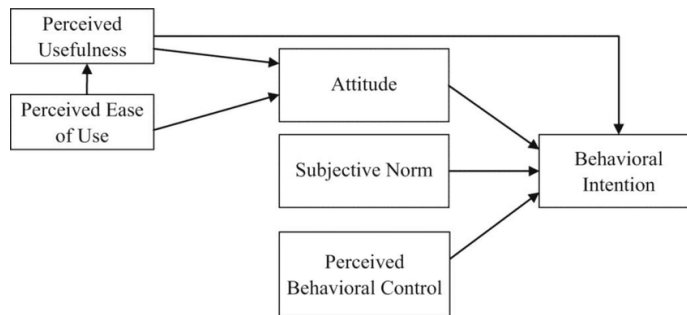 Perceived
Usefulness
Perceived Ease
of Use
Attitude
Subjective Norm
Perceived
Behavioral Control
Behavioral
Intention